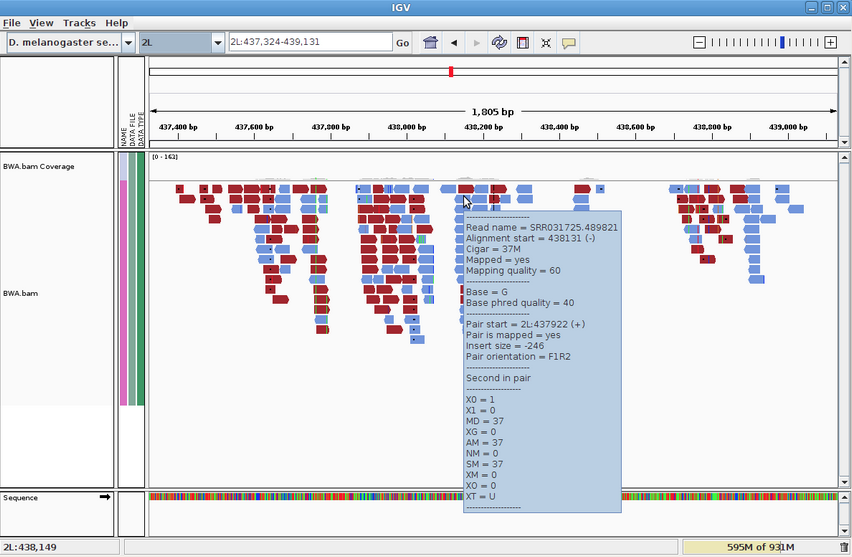 IGV
File View Tracks Help
D. melanogaster se... 2L 2L:437,324-439,131 Go
NAME
DATA FILE
DATA TYPE
1,805 bp
437,400 bp 437,600 bp 437,800 bp 438,000 bp 438,200 bp 438,400 bp 438,600 bp 438,800 bp 439,000 bp
[0 - 163]
BWA.bam Coverage
BWA.bam
--------------------
Read name = SRR031725.489821
Alignment start = 438131 (-)
Cigar = 37M
Mapped = yes
Mapping quality = 60
--------------------
Base = G
Base phred quality = 40
--------------------
Pair start = 2L:437922 (+)
Pair is mapped = yes
Insert size = -246
Pair orientation = F1R2
--------------------
Second in pair
-------------------
X0 = 1
X1 = 0
MD = 37
XG = 0
AM = 37
NM = 0
SM = 37
XM = 0
XO = 0
XT = U
-------------------
Sequence
2L:438,149 595M of 931M